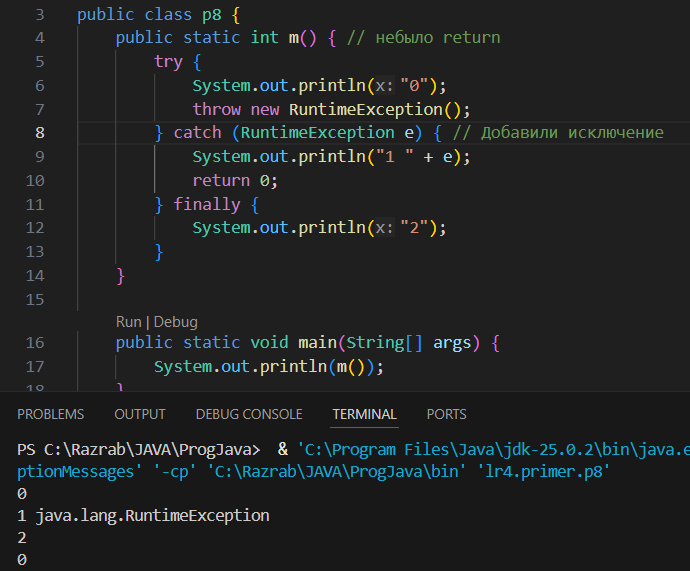 3 public class p8 {
4 public static int m() { // небыло return
5 try {
6 System.out.println(x: "0");
7 throw new RuntimeException();
8 } catch (RuntimeException e) { // Добавили исключение
9 System.out.println("1 " + e);
10 return 0;
11 } finally {
12 System.out.println(x: "2");
13 }
14 }
15
Run | Debug
16 public static void main(String[] args) {
17 System.out.println(m());
18 }
PROBLEMS OUTPUT DEBUG CONSOLE TERMINAL PORTS
PS C:\Razrab\JAVA\ProgJava> & 'C:\Program Files\Java\jdk-25.0.2\bin\java.e
ptionMessages' '-cp' 'C:\Razrab\JAVA\ProgJava\bin' 'lr4.primer.p8'
0
1 java.lang.RuntimeException
2
0